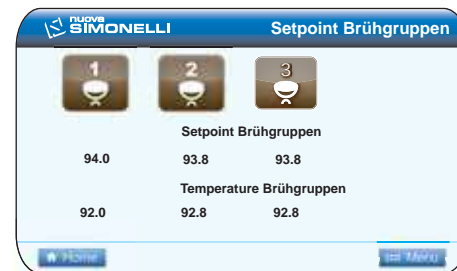 nuova
SIMONELLI
Setpoint Brühgruppen
1 2 3
Setpoint Brühgruppen
94.0 93.8 93.8
Temperature Brühgruppen
92.0 92.8 92.8
Home Menu